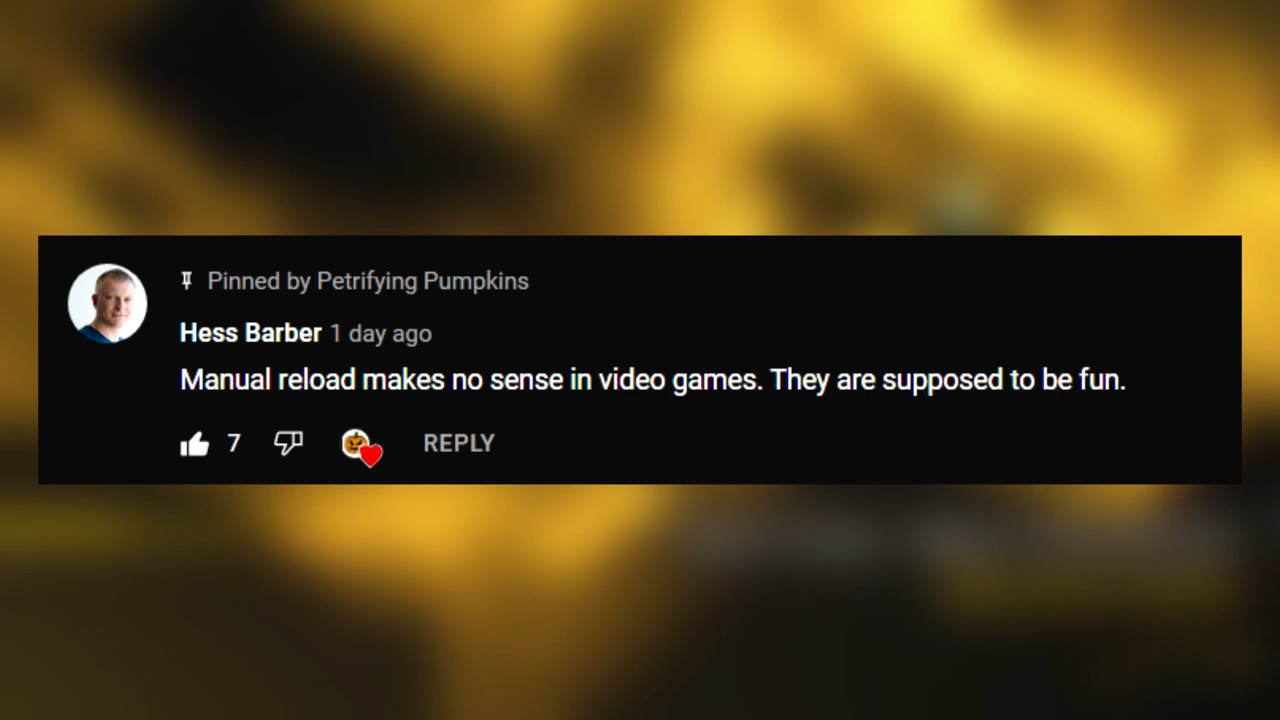 Pinned by Petrifying Pumpkins
Hess Barber 1 day ago
Manual reload makes no sense in video games. They are supposed to be fun.
7 REPLY